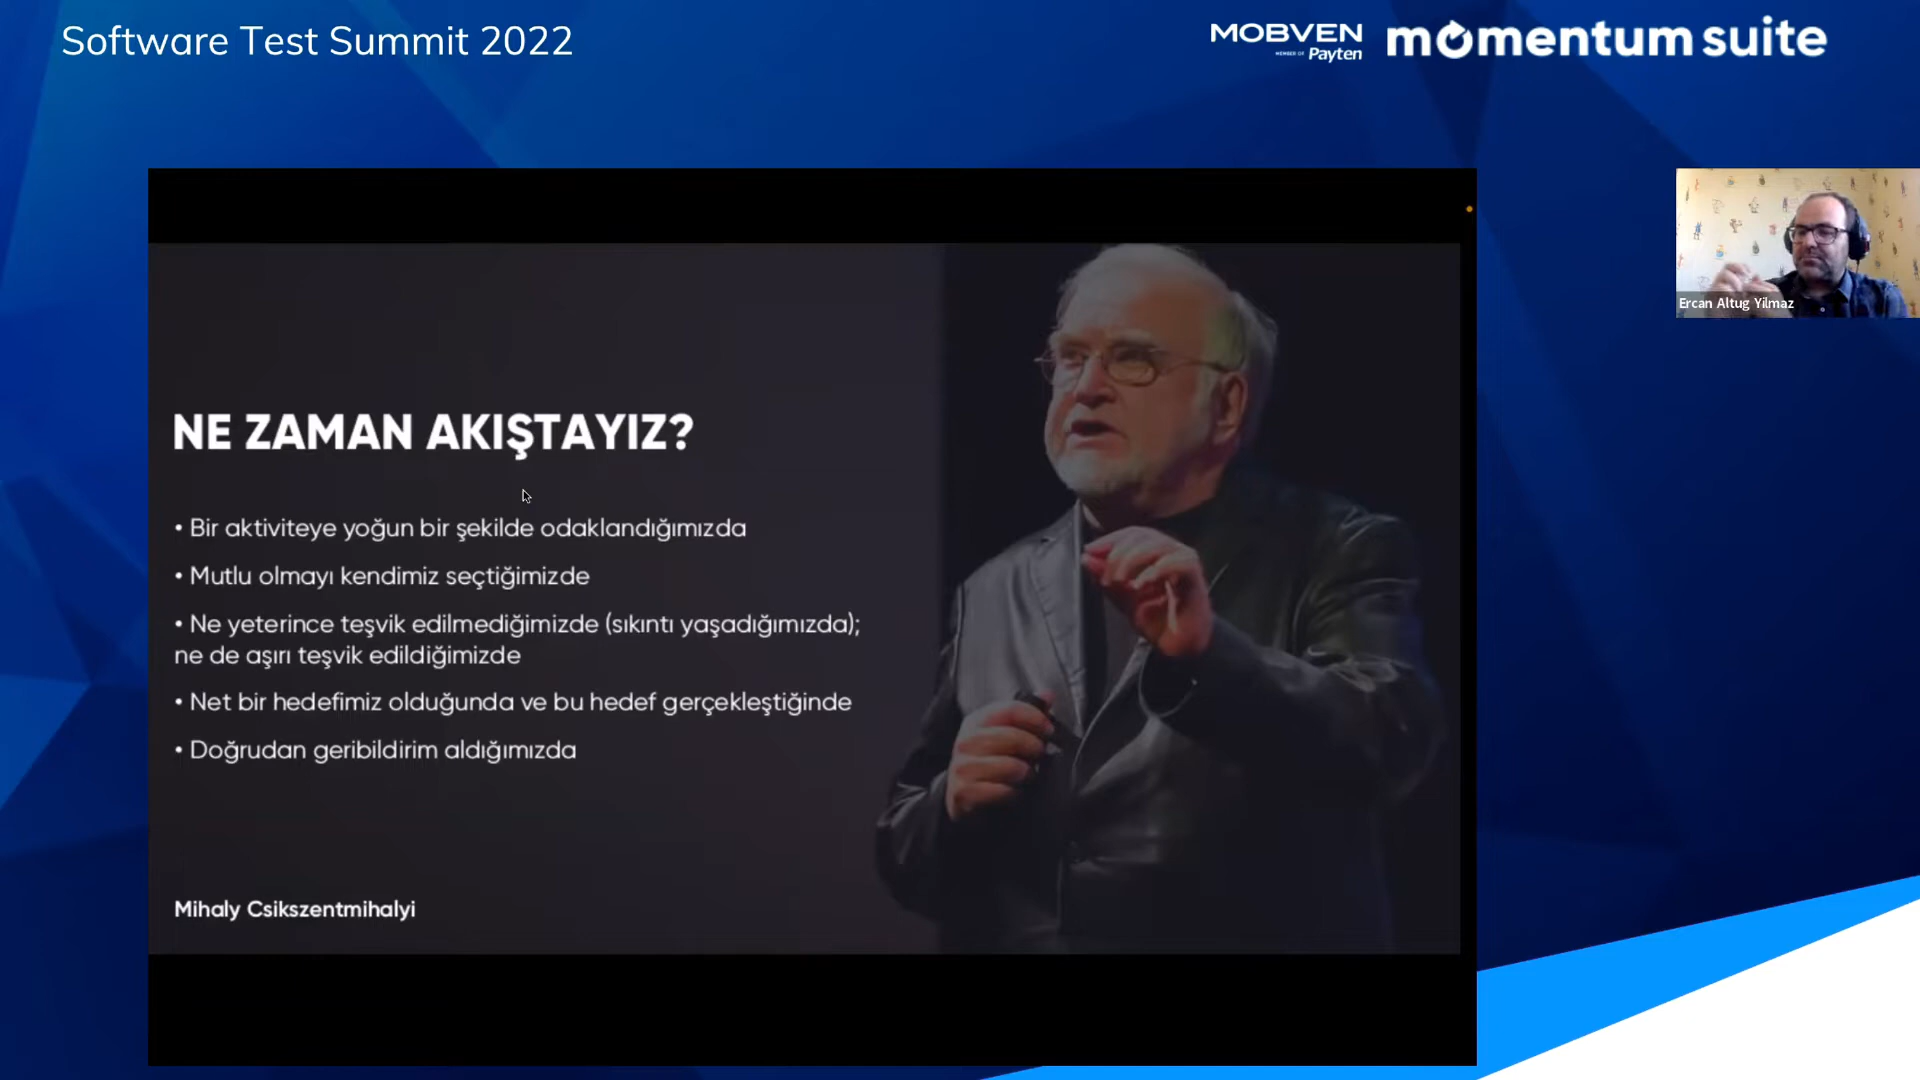 Software Test Summit 2022
MOBVEN
MEMBER OF Payten
momentum suite
Ercan Altug Yilmaz
NE ZAMAN AKIŞTAYIZ?
• Bir aktiviteye yoğun bir şekilde odaklandığımızda
• Mutlu olmayı kendimiz seçtiğimizde
• Ne yeterince teşvik edilmediğimizde (sıkıntı yaşadığımızda);
ne de aşırı teşvik edildiğimizde
• Net bir hedefimiz olduğunda ve bu hedef gerçekleştiğinde
• Doğrudan geribildirim aldığımızda
Mihaly Csikszentmihalyi